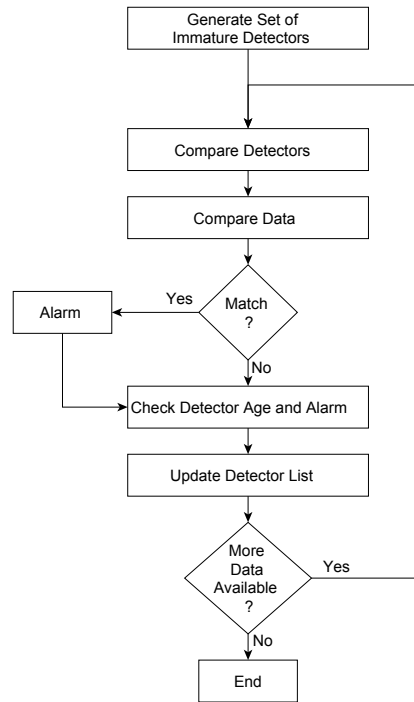 Generate Set of
Immature Detectors
Compare Detectors
Compare Data
Match
?
Yes
Alarm
No
Check Detector Age and Alarm
Update Detector List
More
Data
Available
?
Yes
No
End